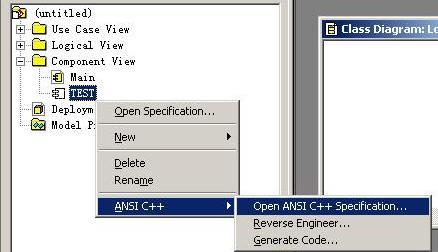 (untitled)
Class Diagram: Lo
Use Case View
Logical View
Component View
Main
TEST
Open Specification...
Deploym
New
Model P
Delete
Rename
ANSI C++
Open ANSI C++ Specification...
Reverse Engineer...
Generate Code...